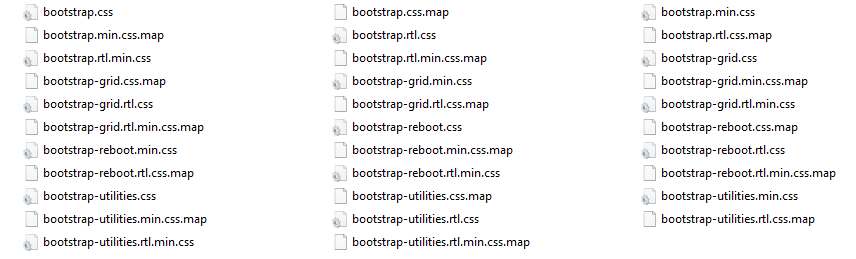 bootstrap.css
bootstrap.css.map
bootstrap.min.css
bootstrap.min.css.map
bootstrap.rtl.css
bootstrap.rtl.css.map
bootstrap.rtl.min.css
bootstrap.rtl.min.css.map
bootstrap-grid.css
bootstrap-grid.css.map
bootstrap-grid.min.css
bootstrap-grid.min.css.map
bootstrap-grid.rtl.css
bootstrap-grid.rtl.css.map
bootstrap-grid.rtl.min.css
bootstrap-grid.rtl.min.css.map
bootstrap-reboot.css
bootstrap-reboot.css.map
bootstrap-reboot.min.css
bootstrap-reboot.min.css.map
bootstrap-reboot.rtl.css
bootstrap-reboot.rtl.css.map
bootstrap-reboot.rtl.min.css
bootstrap-reboot.rtl.min.css.map
bootstrap-utilities.css
bootstrap-utilities.css.map
bootstrap-utilities.min.css
bootstrap-utilities.min.css.map
bootstrap-utilities.rtl.css
bootstrap-utilities.rtl.css.map
bootstrap-utilities.rtl.min.css
bootstrap-utilities.rtl.min.css.map